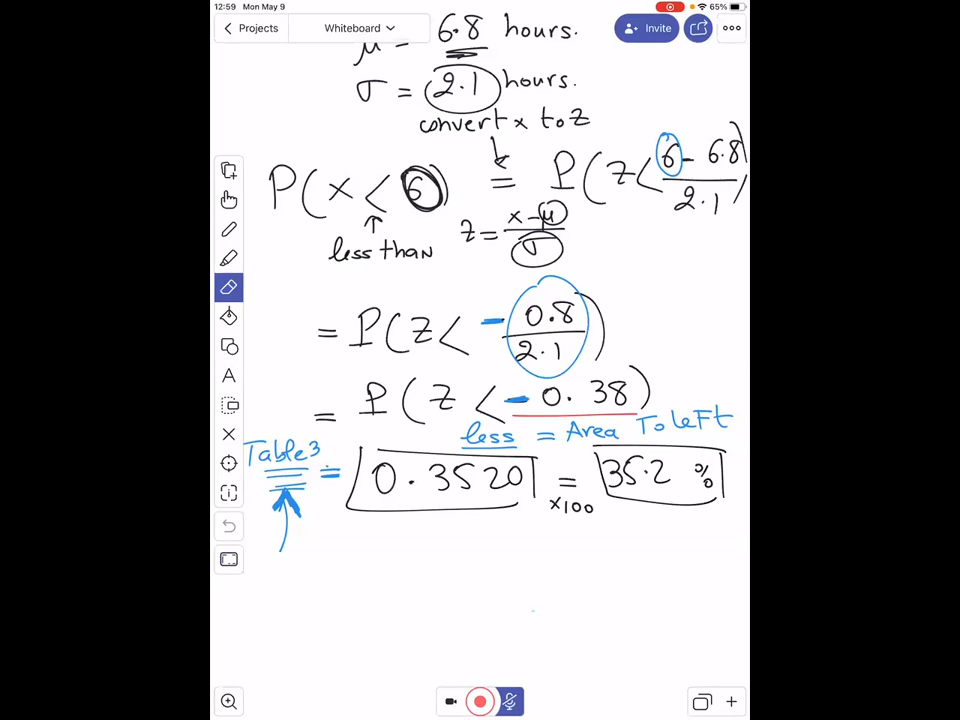 12:59 Mon May 9
65%
Projects
Whiteboard
Invite
μ = 6.8 hours.
σ = 2.1 hours.
convert x to Z
P(x < 6) = P(Z < 6 - 6.8 / 2.1)
less than
z = x - μ / σ
= P(Z < - 0.8 / 2.1)
= P(Z < - 0.38)
less = Area To leFt
Table3 = 0.3520 = 35.2 %
x100